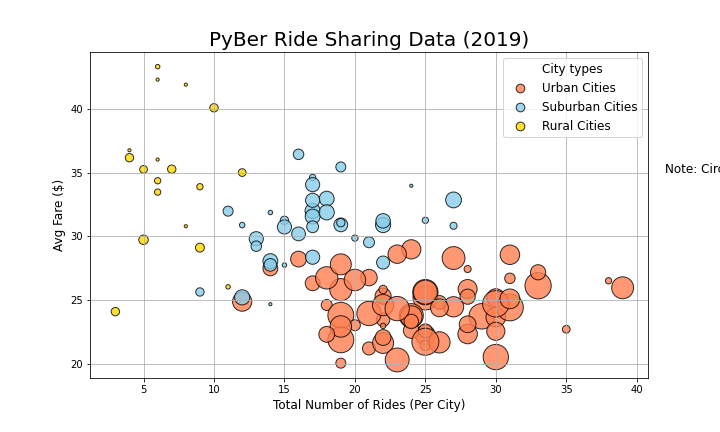 PyBer Ride Sharing Data (2019)
City types
Urban Cities
Suburban Cities
Rural Cities
Avg Fare ($)
40
35
30
25
20
Note:
5 10 15 20 25 30 35 40
Total Number of Rides (Per City)